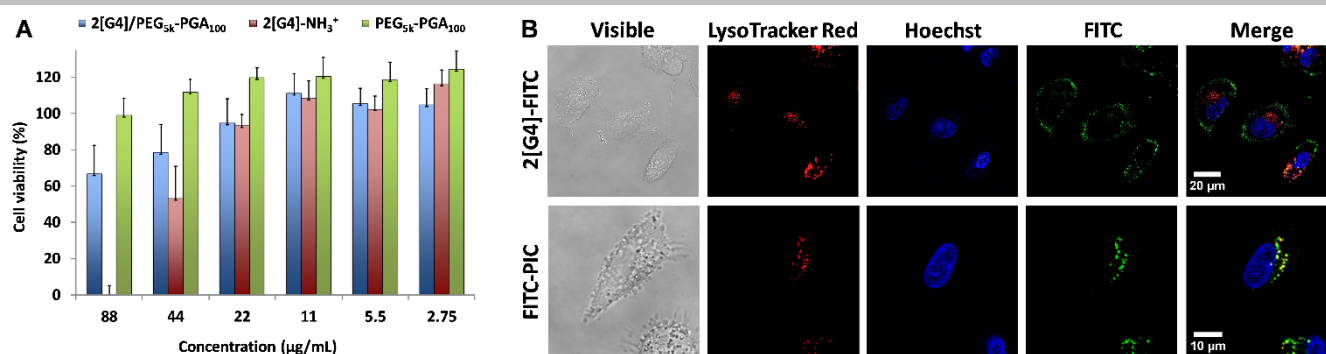 A
2[G4]/PEG5k-PGA100 2[G4]-NH3+ PEG5k-PGA100
Cell viability (%)
120
100
80
60
40
20
0
88 44 22 11 5.5 2.75
Concentration (µg/mL)
B
Visible LysoTracker Red Hoechst FITC Merge
2[G4]-FITC
20 µm
FITC-PIC
10 µm